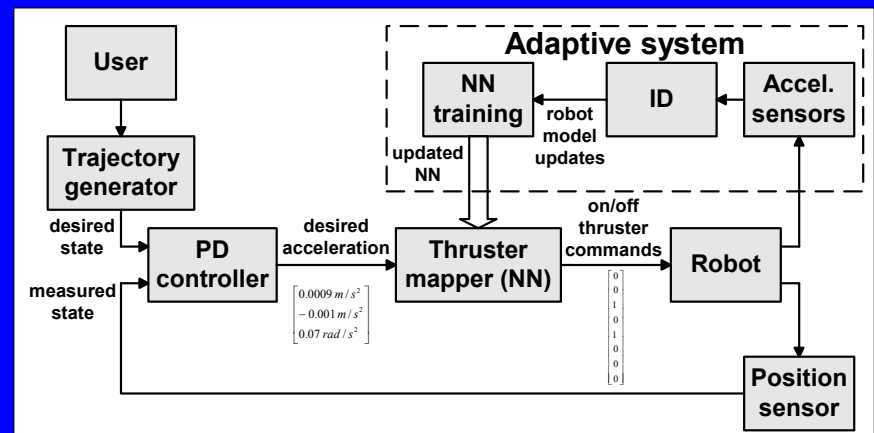 Adaptive system
User
NN
training
ID
Accel.
sensors
robot
model
updates
updated
NN
Trajectory
generator
desired
state
measured
state
PD
controller
desired
acceleration
0.0009 m/s²
− 0.001 m/s²
0.07 rad/s²
Thruster
mapper (NN)
on/off
thruster
commands
0
0
1
0
1
0
0
0
Robot
Position
sensor